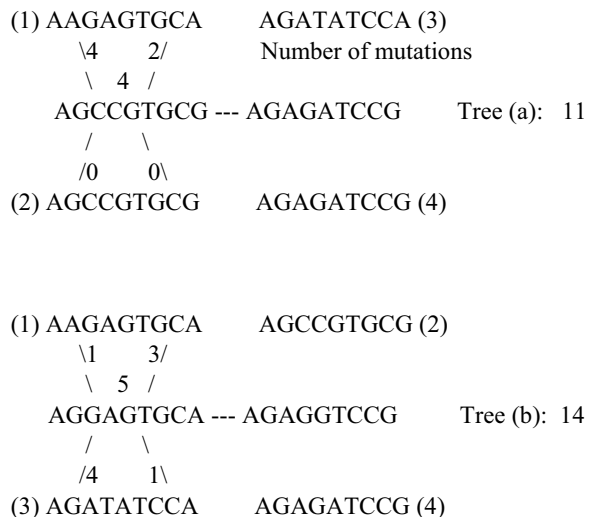 (1) AAGAGTGCA AGATATCCA (3)
\4 2/ Number of mutations
\ 4 /
AGCCGTGCG --- AGAGATCCG Tree (a): 11
/ \
/0 0\
(2) AGCCGTGCG AGAGATCCG (4)
(1) AAGAGTGCA AGCCGTGCG (2)
\1 3/
\ 5 /
AGGAGTGCA --- AGAGGTCCG Tree (b): 14
/ \
/4 1\
(3) AGATATCCA AGAGATCCG (4)